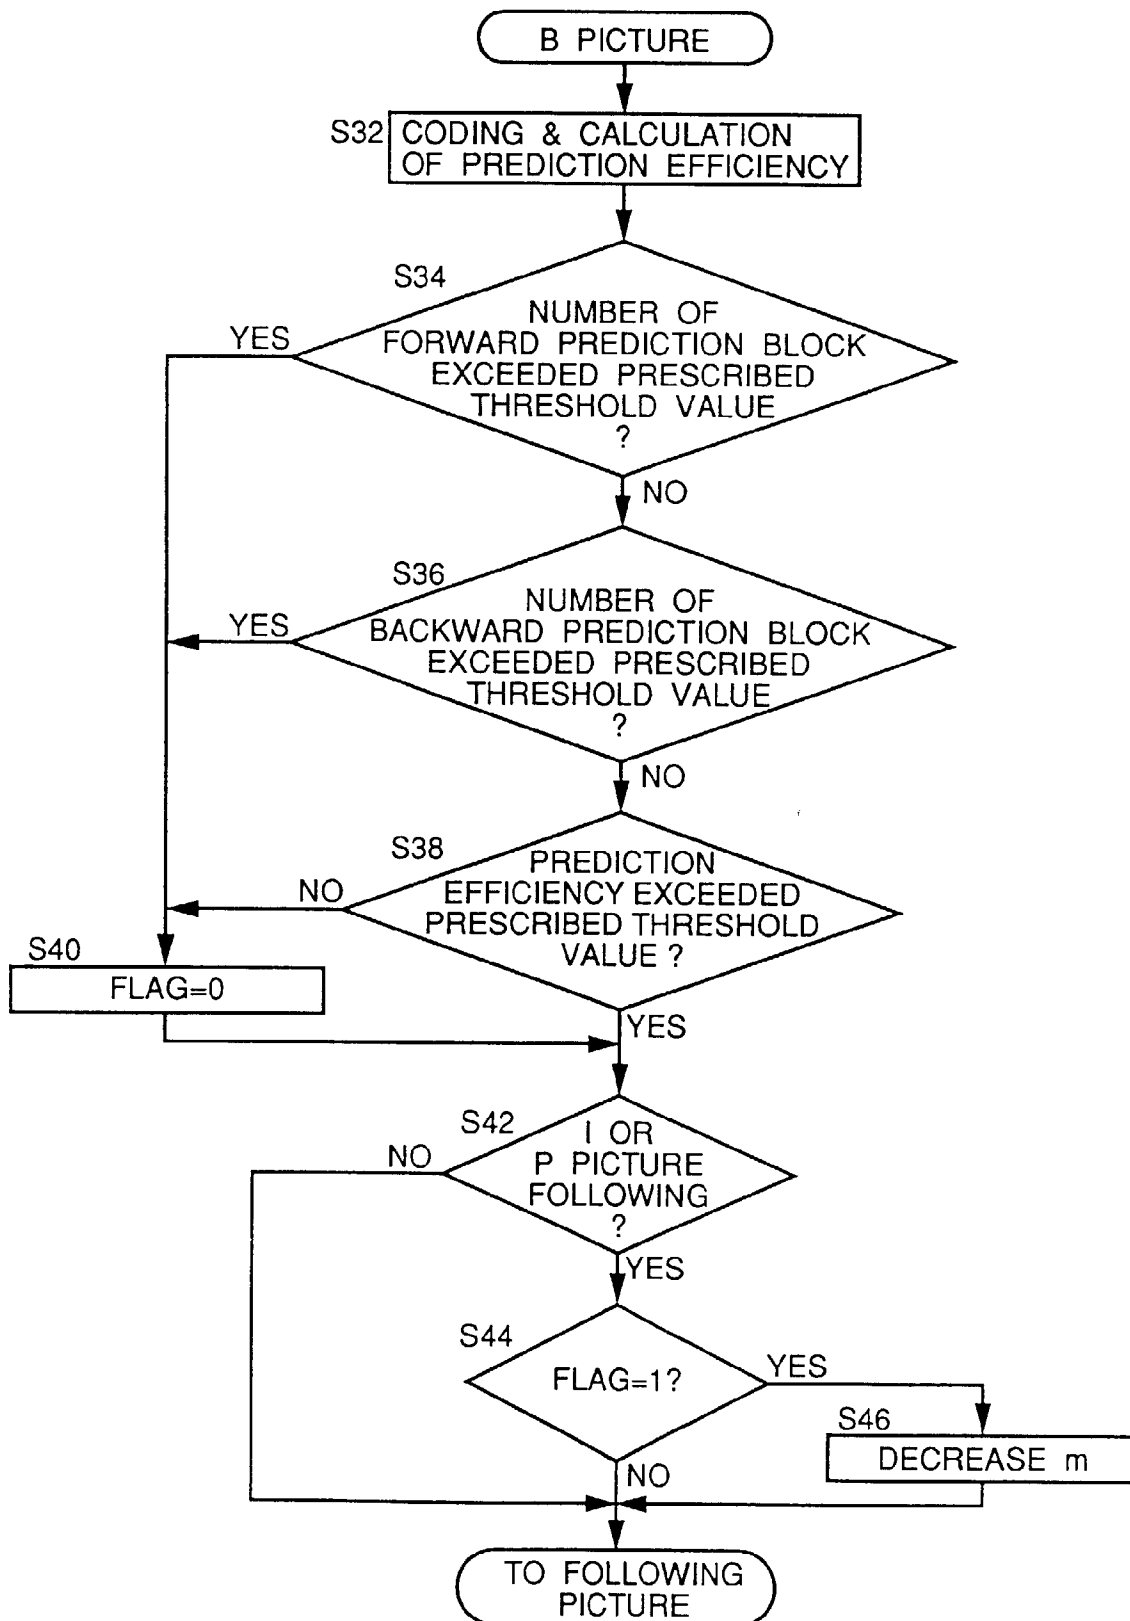 B PICTURE
S32
CODING & CALCULATION
OF PREDICTION EFFICIENCY
S34
NUMBER OF
FORWARD PREDICTION BLOCK
EXCEEDED PRESCRIBED
THRESHOLD VALUE
?
YES
NO
S36
NUMBER OF
BACKWARD PREDICTION BLOCK
EXCEEDED PRESCRIBED
THRESHOLD VALUE
?
YES
NO
S38
PREDICTION
EFFICIENCY EXCEEDED
PRESCRIBED THRESHOLD
VALUE ?
NO
S40
FLAG=0
YES
S42
I OR
P PICTURE
FOLLOWING
?
NO
YES
S44
FLAG=1?
YES
S46
DECREASE m
NO
TO FOLLOWING
PICTURE